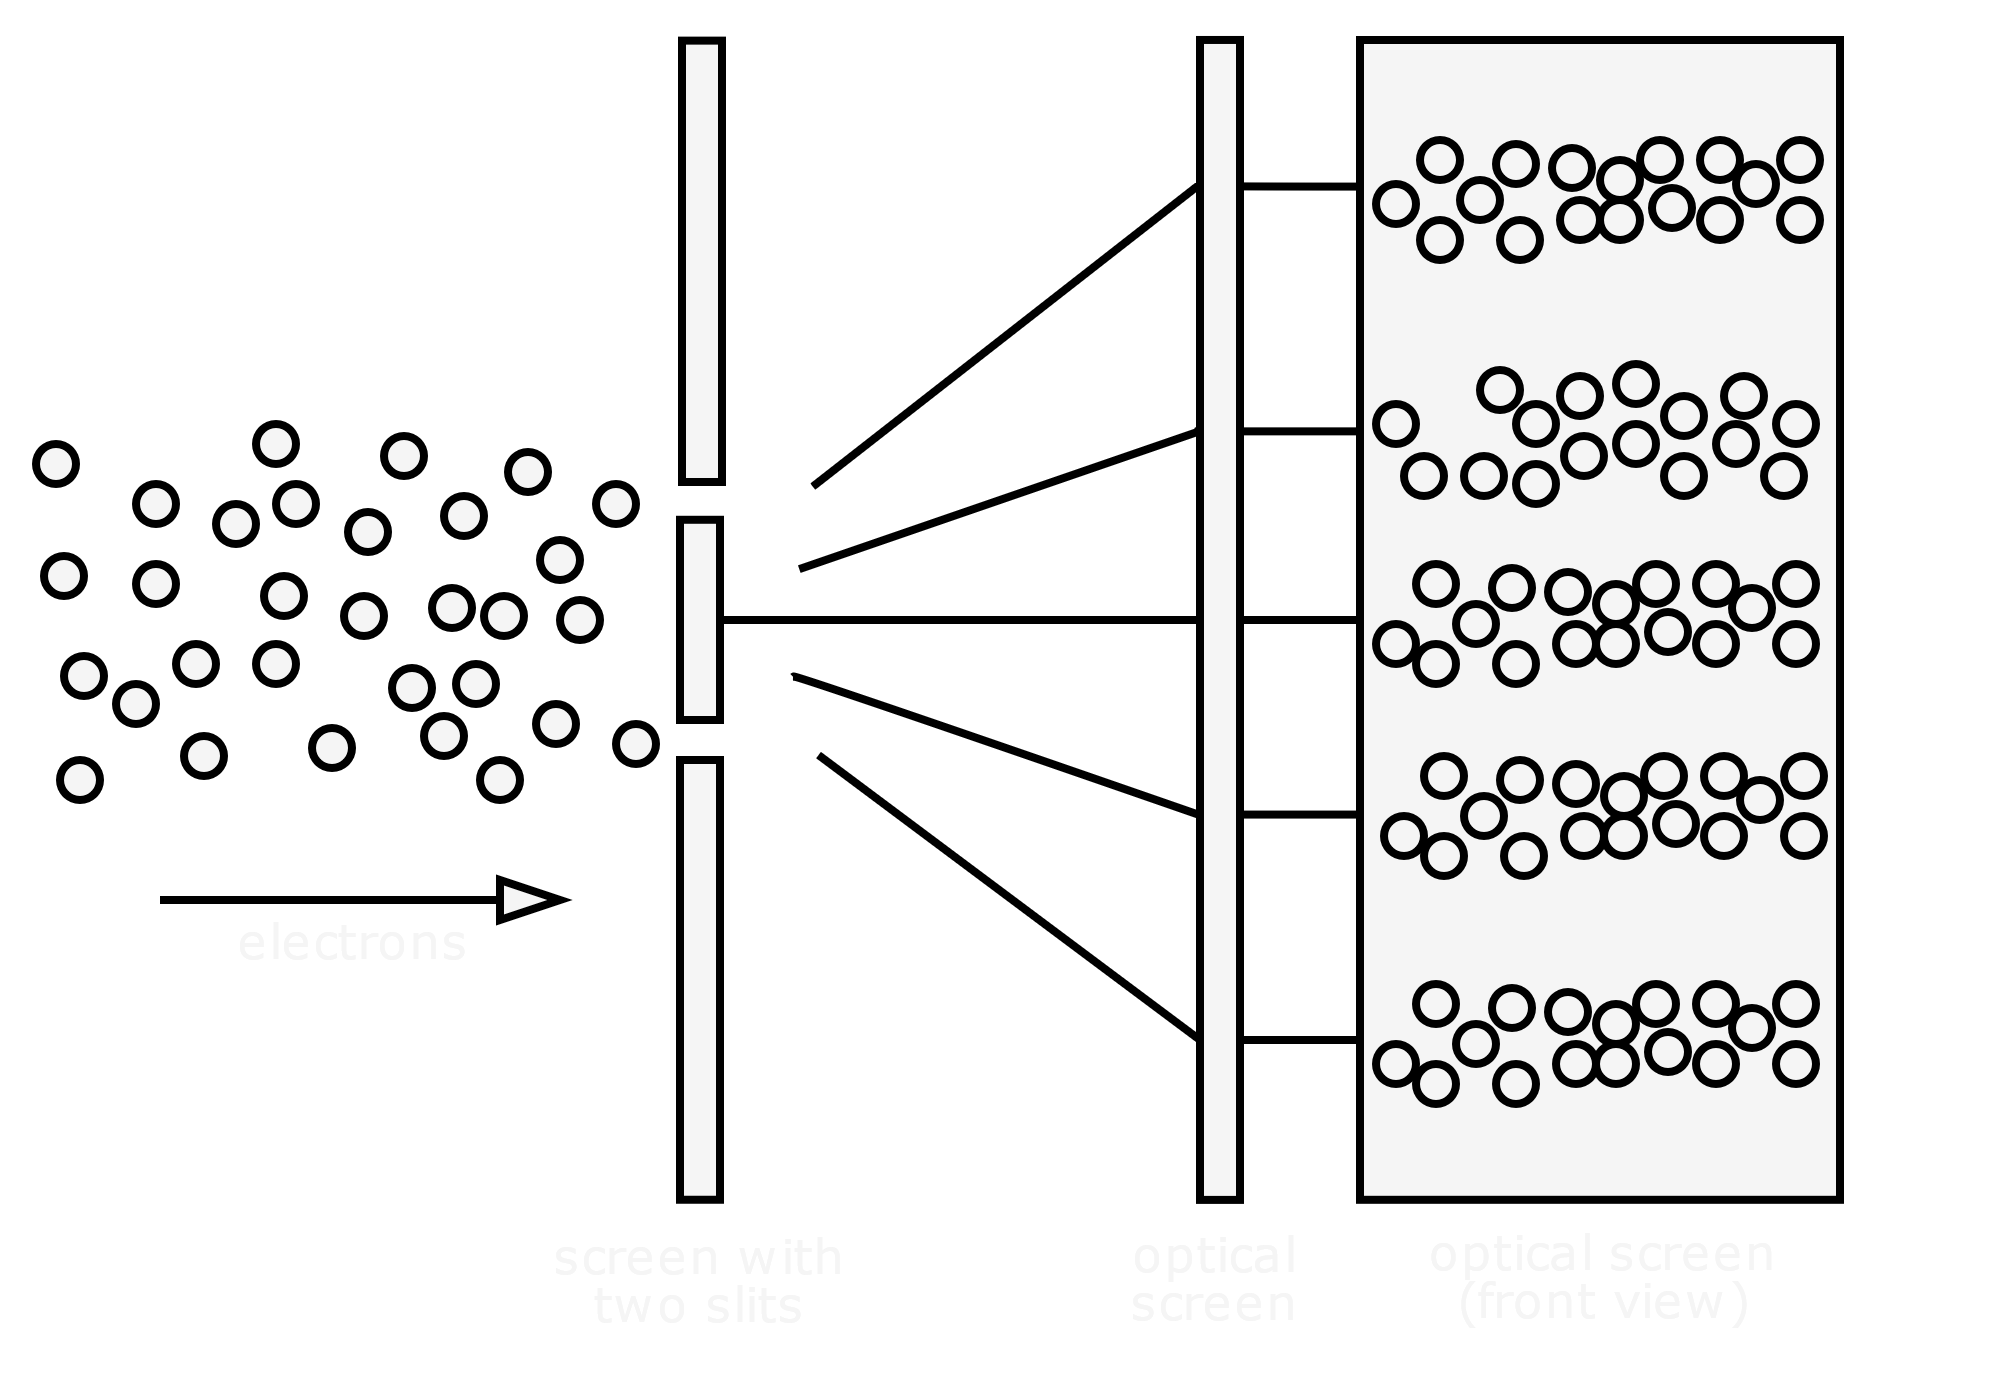 electrons
screen with
two slits
optical
screen
optical screen
(front view)